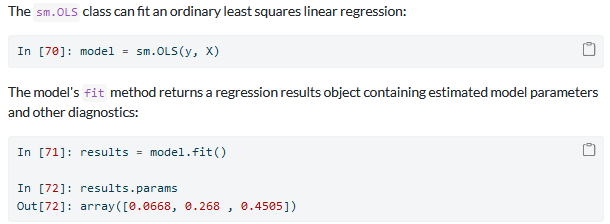 The sm.OLS class can fit an ordinary least squares linear regression:
In [70]: model = sm.OLS(y, X)
The model's fit method returns a regression results object containing estimated model parameters
and other diagnostics:
In [71]: results = model.fit()
In [72]: results.params
Out[72]: array([0.0668, 0.268 , 0.4505])